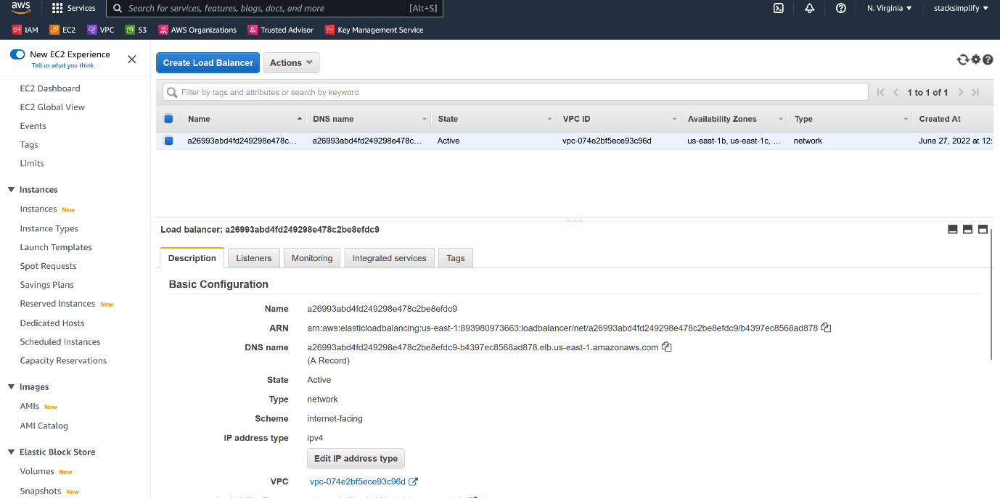 aws Services Search for services, features, blogs, docs, and more [Alt+S] N. Virginia stacksimplify
IAM EC2 VPC S3 AWS Organizations Trusted Advisor Key Management Service
New EC2 Experience
Tell us what you think
EC2 Dashboard
EC2 Global View
Events
Tags
Limits
Instances
Instances New
Instance Types
Launch Templates
Spot Requests
Savings Plans
Reserved Instances New
Dedicated Hosts
Scheduled Instances
Capacity Reservations
Images
AMIs New
AMI Catalog
Elastic Block Store
Volumes New
Snapshots New
Create Load Balancer Actions
Filter by tags and attributes or search by keyword 1 to 1 of 1
Name DNS name State VPC ID Availability Zones Type Created At
a26993abd4fd249298e478c... a26993abd4fd249298e478c... Active vpc-074e2bf5ece93c96d us-east-1b, us-east-1c, ... network June 27, 2022 at 12:
Load balancer: a26993abd4fd249298e478c2be8efdc9
Description Listeners Monitoring Integrated services Tags
Basic Configuration
Name a26993abd4fd249298e478c2be8efdc9
ARN arn:aws:elasticloadbalancing:us-east-1:893980973663:loadbalancer/net/a26993abd4fd249298e478c2be8efdc9/b4397ec8568ad878
DNS name a26993abd4fd249298e478c2be8efdc9-b4397ec8568ad878.elb.us-east-1.amazonaws.com
(A Record)
State Active
Type network
Scheme internet-facing
IP address type ipv4
Edit IP address type
VPC vpc-074e2bf5ece93c96d